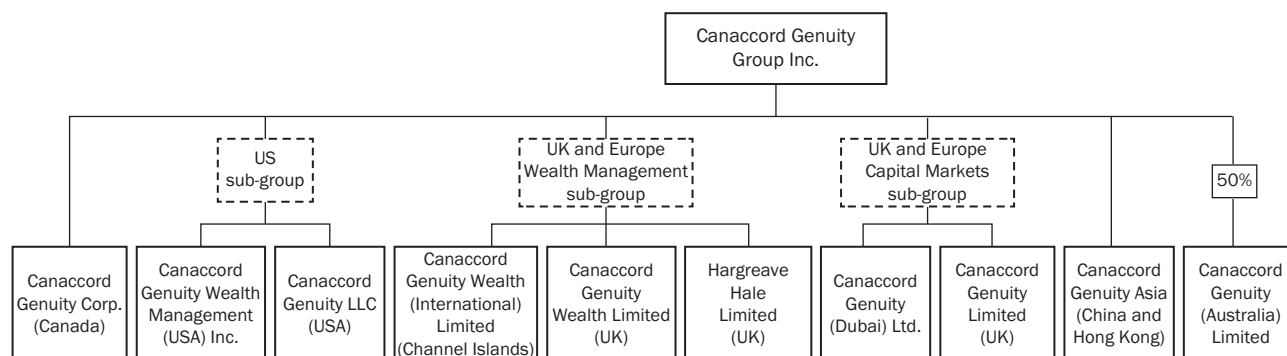 Canaccord Genuity
Group Inc.
US
sub-group
UK and Europe
Wealth Management
sub-group
UK and Europe
Capital Markets
sub-group
50%
Canaccord
Genuity Corp.
(Canada)
Canaccord
Genuity Wealth
Management
(USA) Inc.
Canaccord
Genuity LLC
(USA)
Canaccord
Genuity Wealth
(International)
Limited
(Channel Islands)
Canaccord
Genuity
Wealth Limited
(UK)
Hargreave
Hale
Limited
(UK)
Canaccord
Genuity
(Dubai) Ltd.
Canaccord
Genuity
Limited
(UK)
Canaccord
Genuity Asia
(China and
Hong Kong)
Canaccord
Genuity
(Australia)
Limited